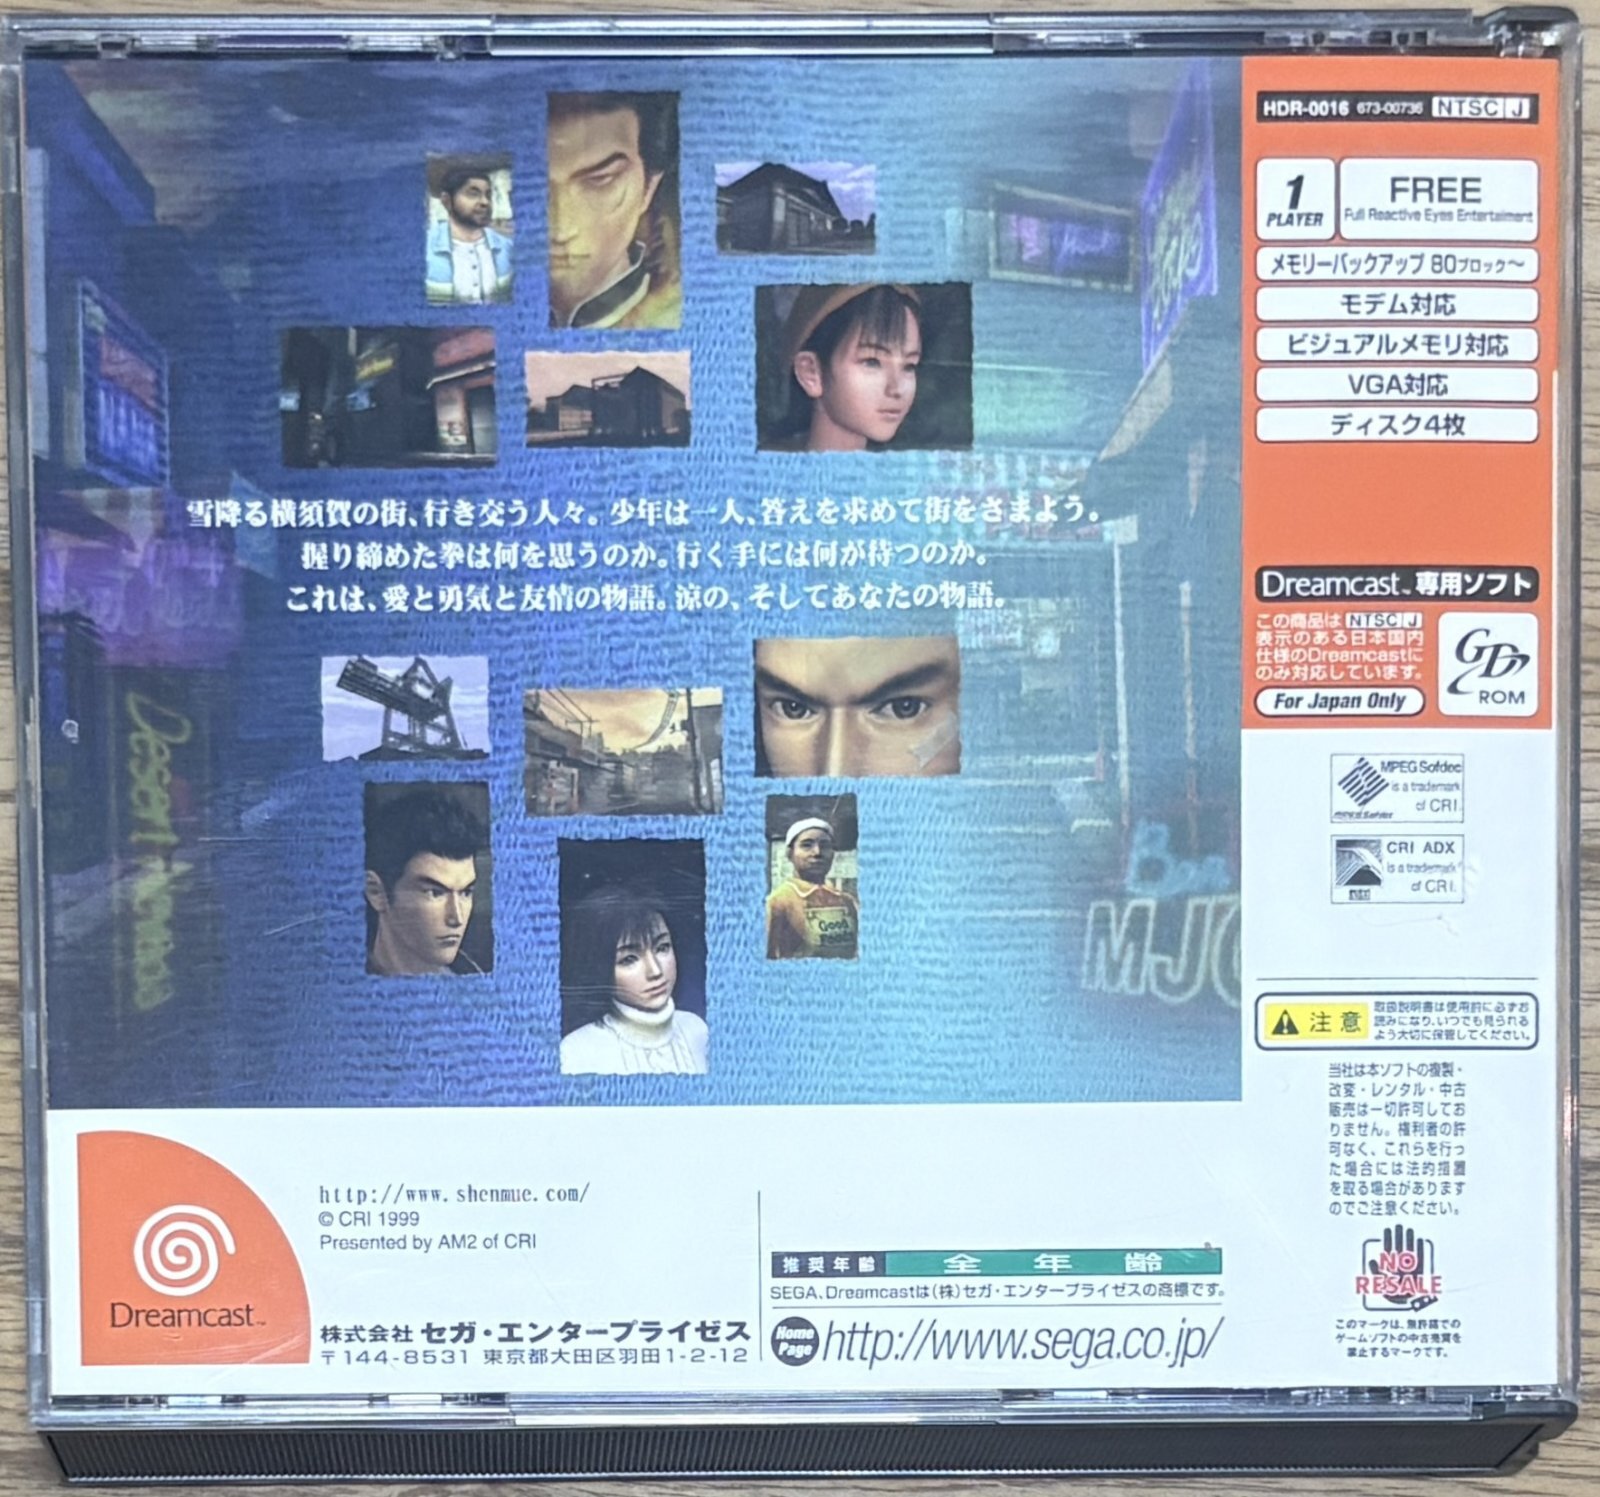 雪降る横須賀の街、行き交う人々。少年は一人、答えを求めて街をさまよう。
握り締めた拳は何を思うのか。行く手には何が待つのか。
これは、愛と勇気と友情の物語。涼の、そしてあなたの物語。
Good
MJQ
HDR-0016 673-00736 NTSC J
1
PLAYER
FREE
Full Reactive Eyes Entertaiment
メモリーバックアップ 80ブロック〜
モデム対応
ビジュアルメモリ対応
VGA対応
ディスク4枚
Dreamcast™専用ソフト
この商品は NTSC J
表示のある日本国内
仕様のDreamcastに
のみ対応しています。
For Japan Only
GD
ROM
MPEG Sofdec
is a trademark
of CRI.
CRI ADX
is a trademark
of CRI.
注意
取扱説明書は使用前に必ずお
読みになり、いつでも見られる
よう大切に保管してください。
当社は本ソフトの複製・
改変・レンタル・中古
販売は一切許可してお
りません。権利者の許
可なく、これらを行っ
た場合には法的措置
を取る場合があります
のでご注意ください。
NO
RESALE
このマークは、無許諾での
ゲームソフトの中古売買を
禁止するマークです。
Dreamcast™
http://www.shenmue.com/
© CRI 1999
Presented by AM2 of CRI
株式会社 セガ・エンタープライゼス
〒144-8531 東京都大田区羽田1-2-12
推奨年齢 全年齢
SEGA、Dreamcastは(株)セガ・エンタープライゼスの商標です。
Home
Page
http://www.sega.co.jp/